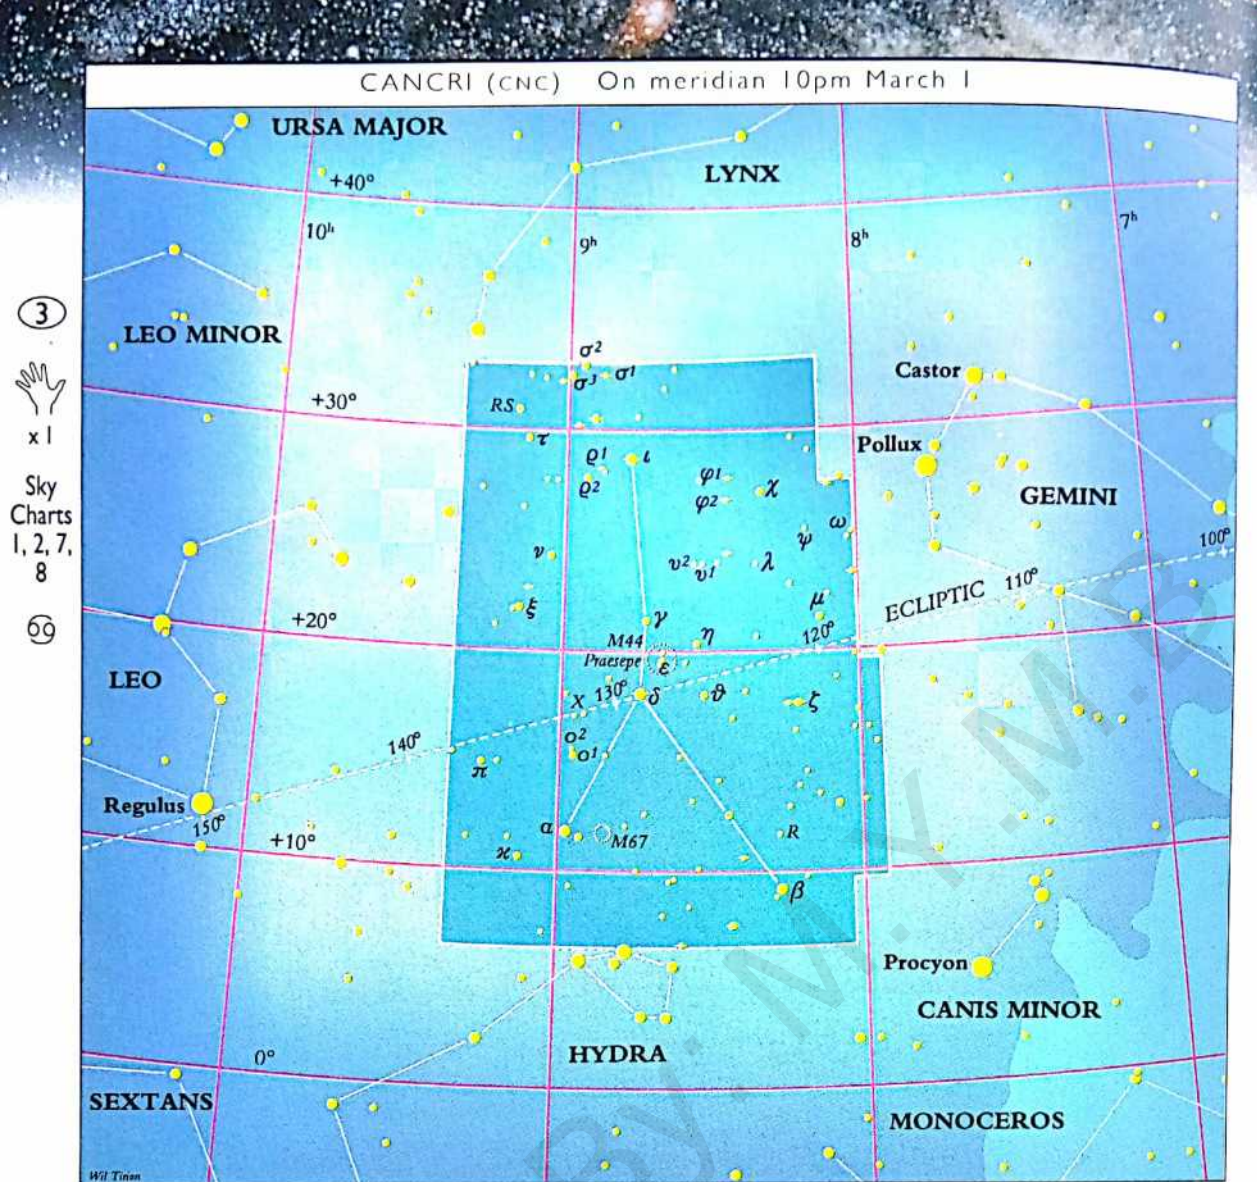 CANCRI (CNC) On meridian 10pm March 1
URSA MAJOR
LYNX
+40°
10h
9h
8h
7h
3
LEO MINOR
σ2
σ3 σ1
Castor
RS
+30°
x 1
τ
Pollux
ϱ1
ι
ϱ2
φ1
χ
φ2
GEMINI
Sky
Charts
1, 2, 7,
8
ω
ψ
100°
ν
υ2 υ1
λ
ECLIPTIC
110°
ξ
μ
♋
+20°
γ
η
120°
M44
Praesepe
ε
LEO
X
130°
δ
ϑ
ζ
ο2
ο1
140°
π
Regulus
150°
+10°
α
M67
R
ϰ
β
Procyon
CANIS MINOR
0°
HYDRA
SEXTANS
MONOCEROS
Wil Tirion
By. M.Y.M.B